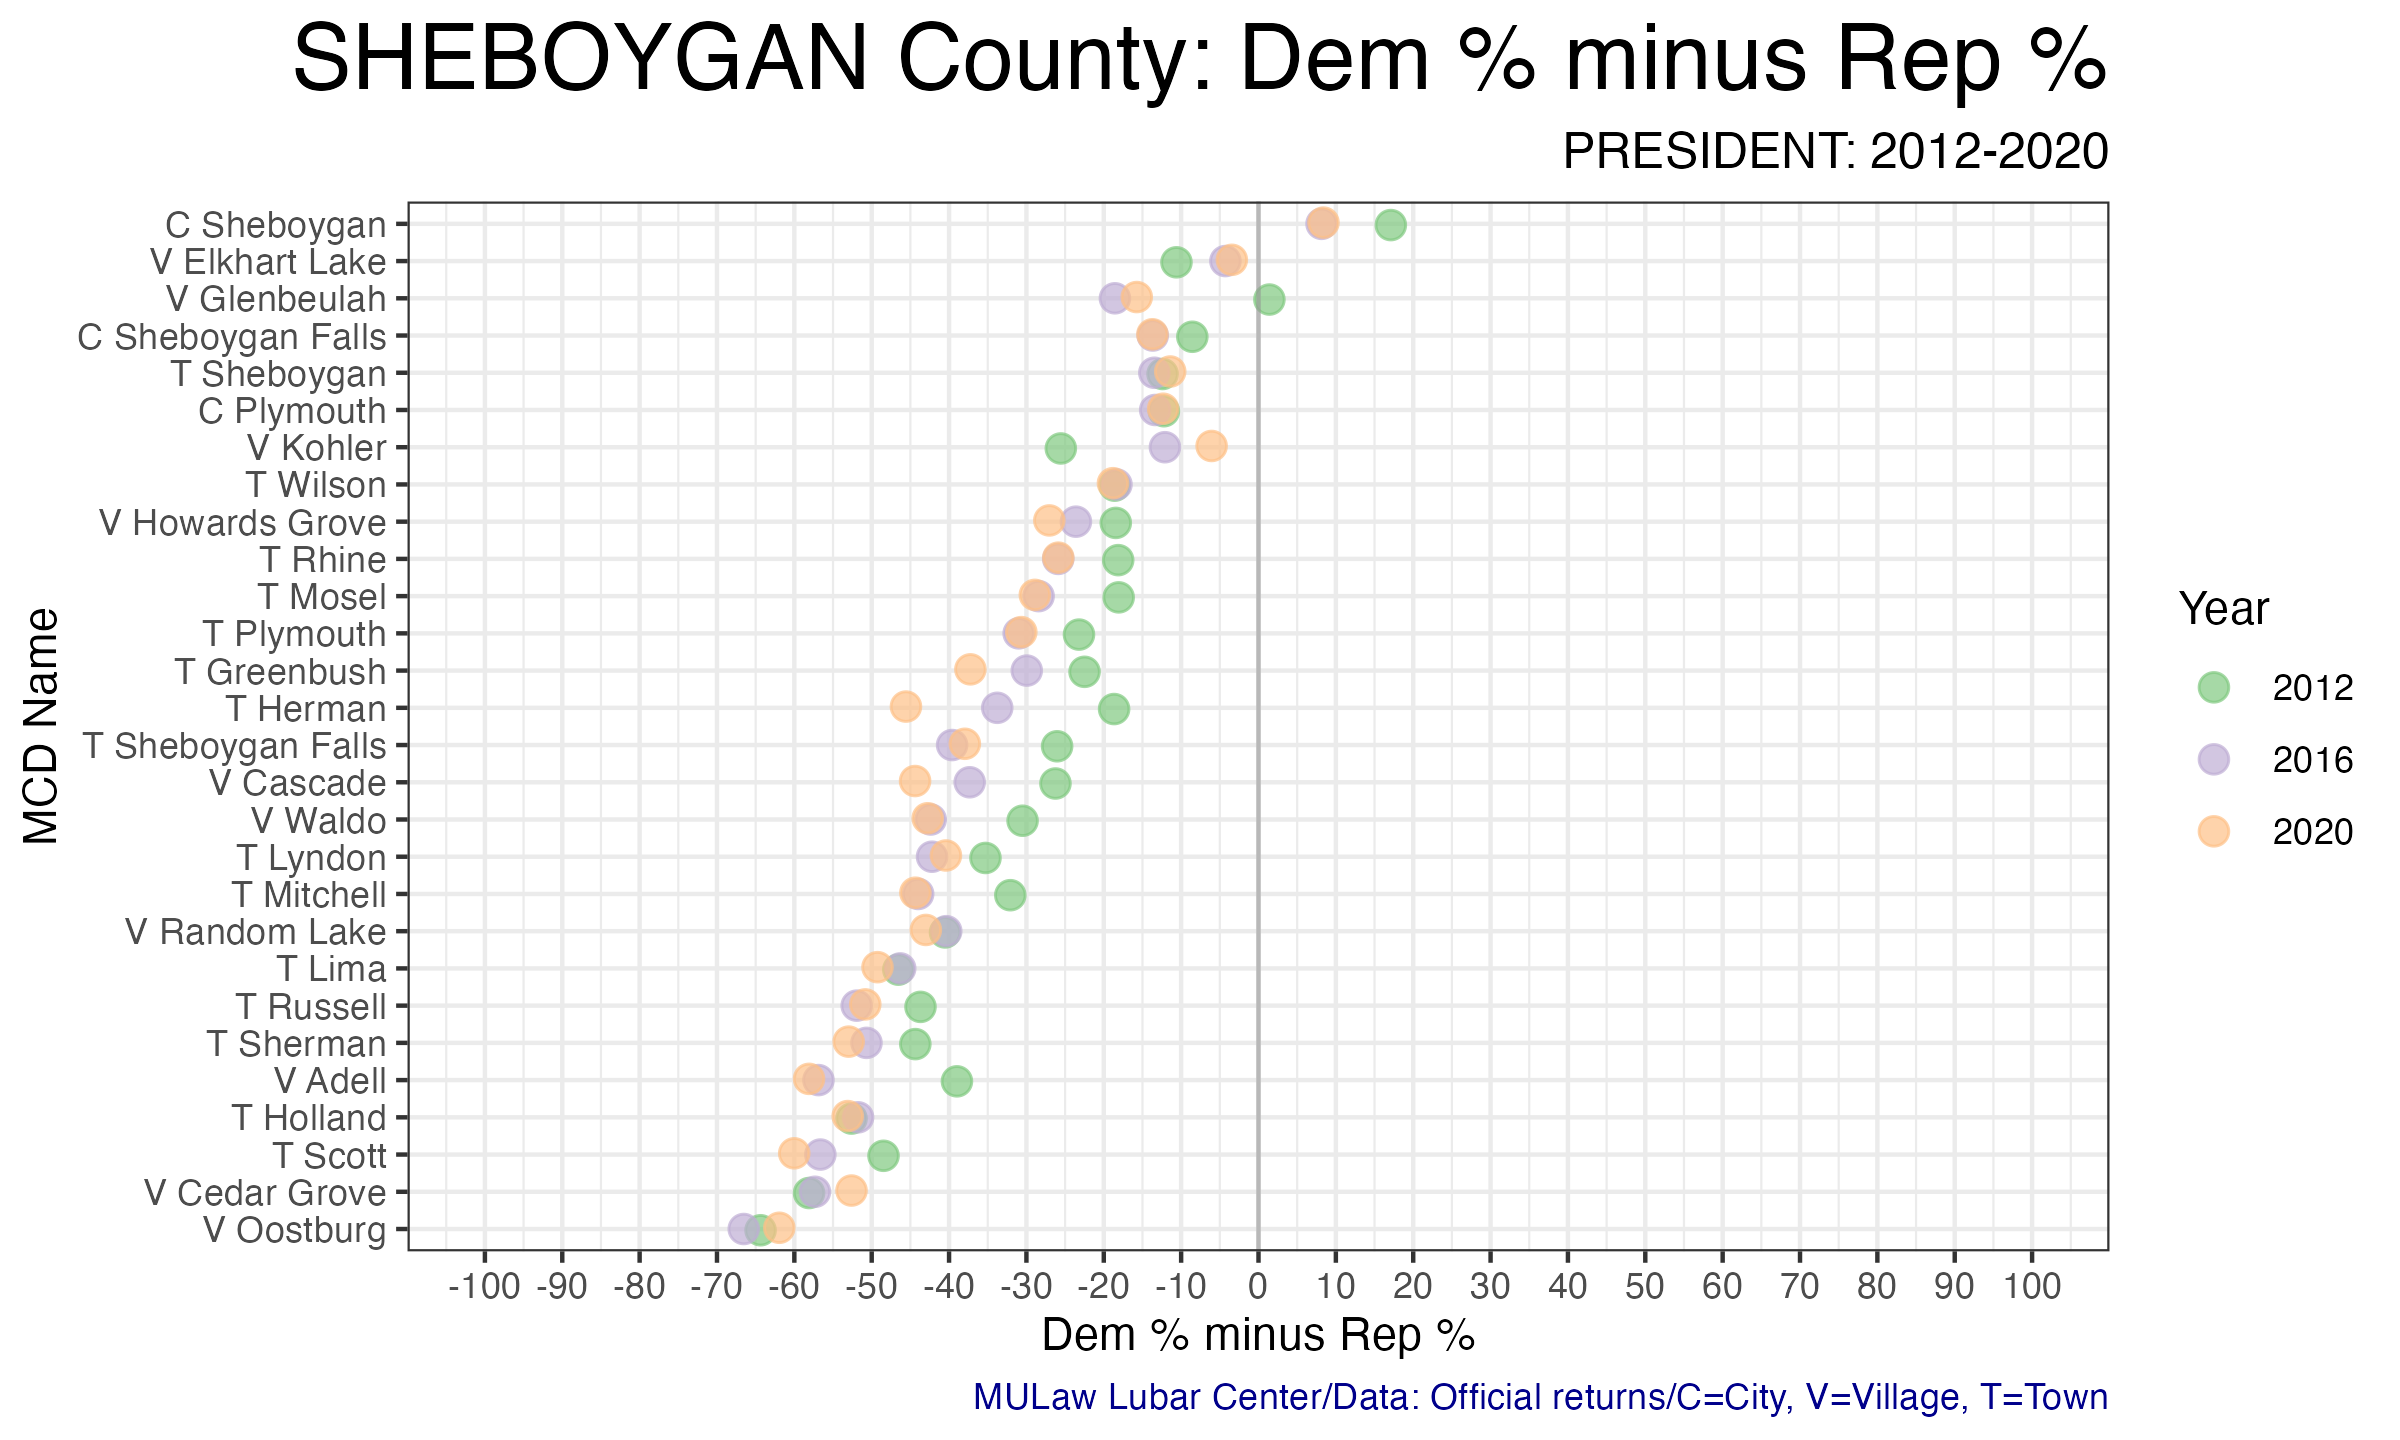 SHEBOYGAN County: Dem % minus Rep %
PRESIDENT: 2012-2020
MCD Name
C Sheboygan
V Elkhart Lake
V Glenbeulah
C Sheboygan Falls
T Sheboygan
C Plymouth
V Kohler
T Wilson
V Howards Grove
T Rhine
T Mosel
T Plymouth
T Greenbush
T Herman
T Sheboygan Falls
V Cascade
V Waldo
T Lyndon
T Mitchell
V Random Lake
T Lima
T Russell
T Sherman
V Adell
T Holland
T Scott
V Cedar Grove
V Oostburg
-100 -90 -80 -70 -60 -50 -40 -30 -20 -10 0 10 20 30 40 50 60 70 80 90 100
Dem % minus Rep %
Year
2012
2016
2020
MULaw Lubar Center/Data: Official returns/C=City, V=Village, T=Town